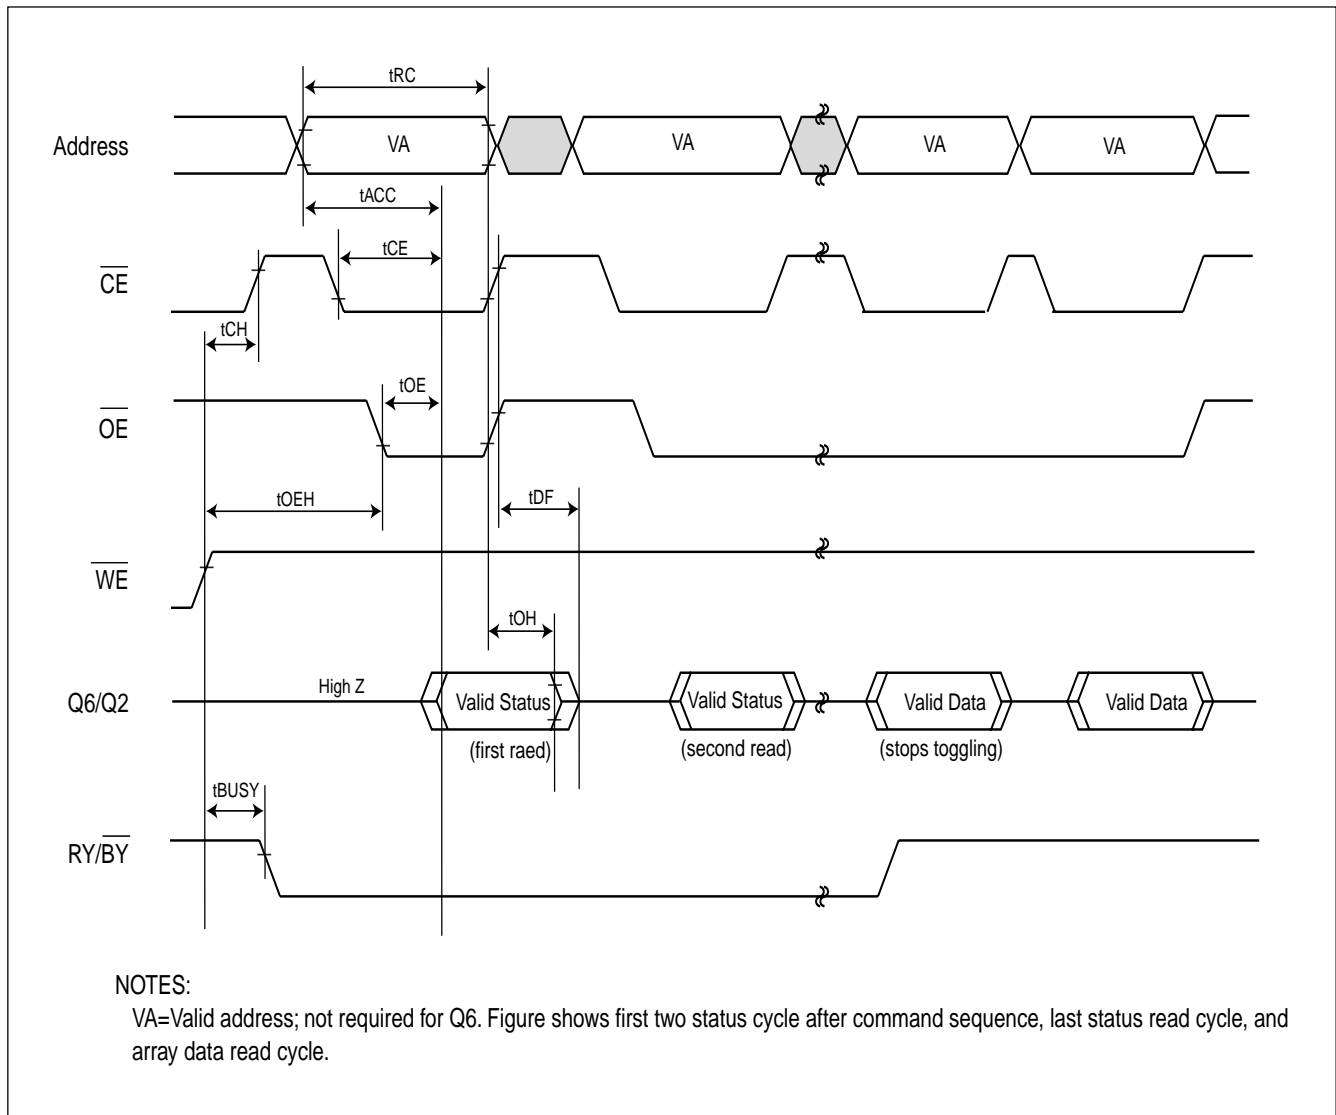 tRC
Address
VA
VA
VA
VA
tACC
tCE
CE
tCH
tOE
OE
tOEH
tDF
WE
tOH
Q6/Q2
High Z
Valid Status
Valid Status
Valid Data
Valid Data
(first raed)
(second read)
(stops toggling)
tBUSY
RY/BY
NOTES:
VA=Valid address; not required for Q6. Figure shows first two status cycle after command sequence, last status read cycle, and
array data read cycle.